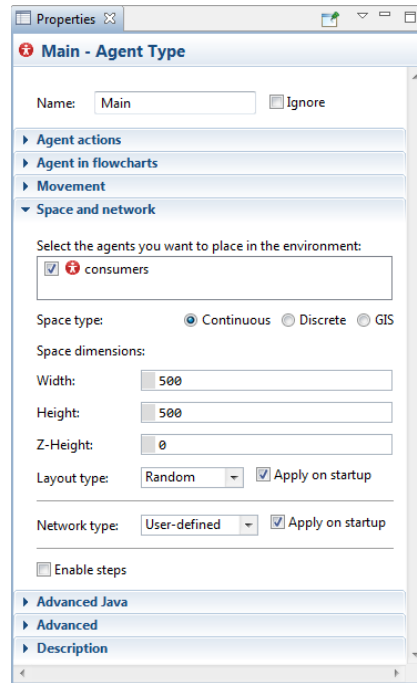 Properties
Main - Agent Type
Name: Main Ignore
Agent actions
Agent in flowcharts
Movement
Space and network
Select the agents you want to place in the environment:
consumers
Space type: Continuous Discrete GIS
Space dimensions:
Width: 500
Height: 500
Z-Height: 0
Layout type: Random Apply on startup
Network type: User-defined Apply on startup
Enable steps
Advanced Java
Advanced
Description